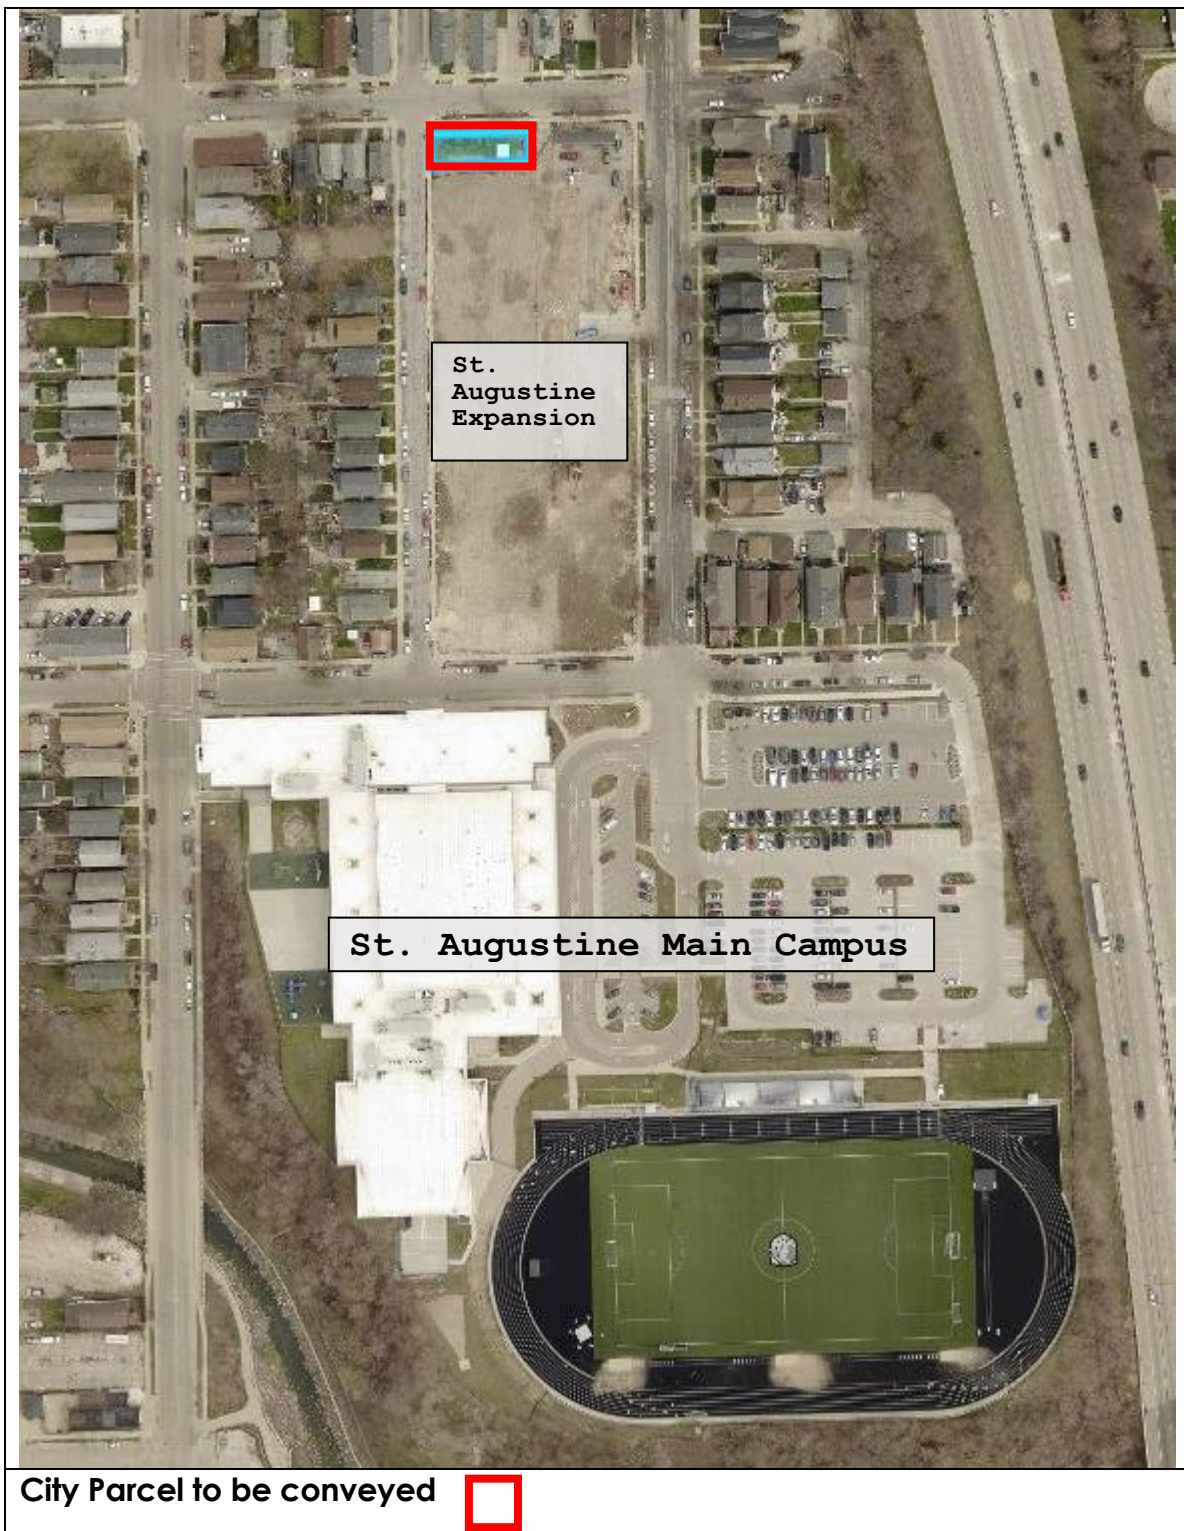 St.
Augustine
Expansion
St. Augustine Main Campus
City Parcel to be conveyed